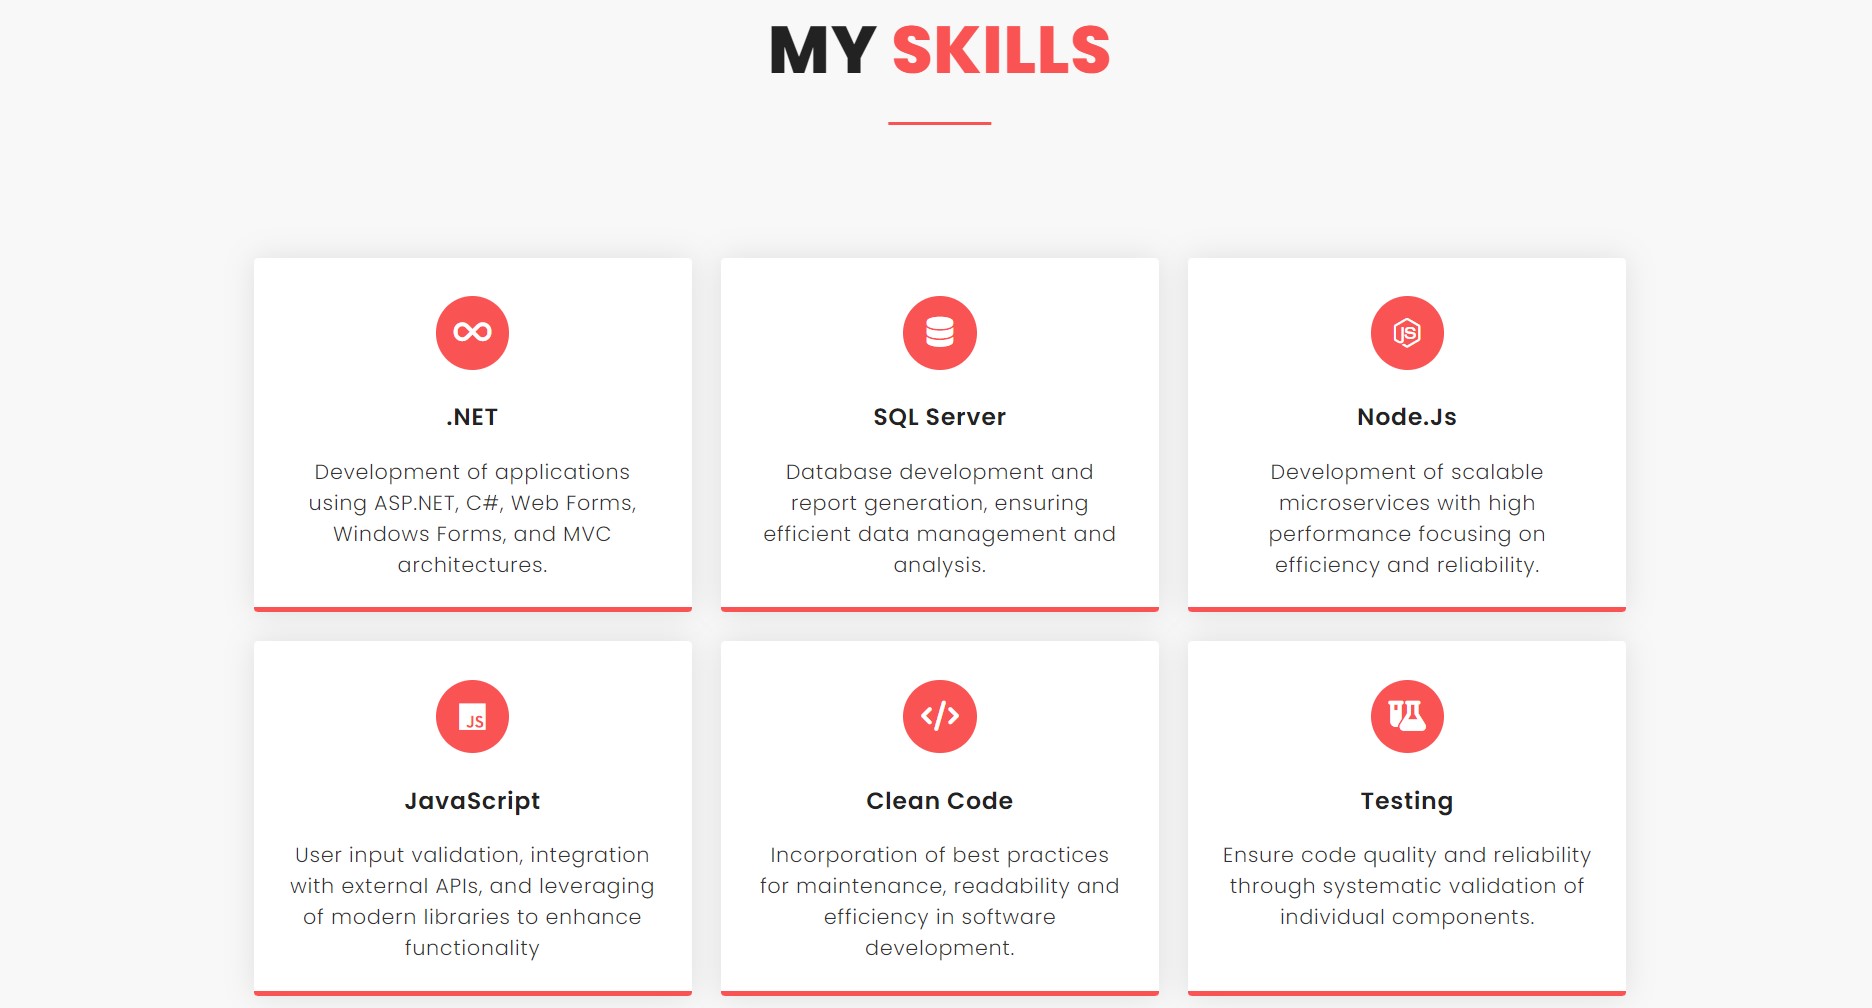 MY SKILLS
.NET
Development of applications
using ASP.NET, C#, Web Forms,
Windows Forms, and MVC
architectures.
SQL Server
Database development and
report generation, ensuring
efficient data management and
analysis.
JS
Node.Js
Development of scalable
microservices with high
performance focusing on
efficiency and reliability.
JS
JavaScript
User input validation, integration
with external APIs, and leveraging
of modern libraries to enhance
functionality
</>
Clean Code
Incorporation of best practices
for maintenance, readability and
efficiency in software
development.
Testing
Ensure code quality and reliability
through systematic validation of
individual components.